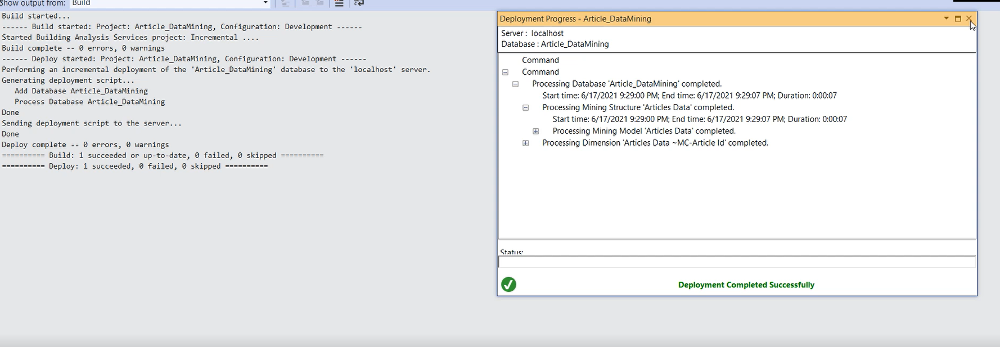 Show output from: Build
Build started...
------ Build started: Project: Article_DataMining, Configuration: Development ------
Started Building Analysis Services project: Incremental ....
Build complete -- 0 errors, 0 warnings
------ Deploy started: Project: Article_DataMining, Configuration: Development ------
Performing an incremental deployment of the 'Article_DataMining' database to the 'localhost' server.
Generating deployment script...
Add Database Article_DataMining
Process Database Article_DataMining
Done
Sending deployment script to the server...
Done
Deploy complete -- 0 errors, 0 warnings
========== Build: 1 succeeded or up-to-date, 0 failed, 0 skipped ==========
========== Deploy: 1 succeeded, 0 failed, 0 skipped ==========
Deployment Progress - Article_DataMining
Server : localhost
Database : Article_DataMining
Command
Command
Processing Database 'Article_DataMining' completed.
Start time: 6/17/2021 9:29:00 PM; End time: 6/17/2021 9:29:07 PM; Duration: 0:00:07
Processing Mining Structure 'Articles Data' completed.
Start time: 6/17/2021 9:29:00 PM; End time: 6/17/2021 9:29:07 PM; Duration: 0:00:07
Processing Mining Model 'Articles Data' completed.
Processing Dimension 'Articles Data ~MC-Article Id' completed.
Status:
Deployment Completed Successfully